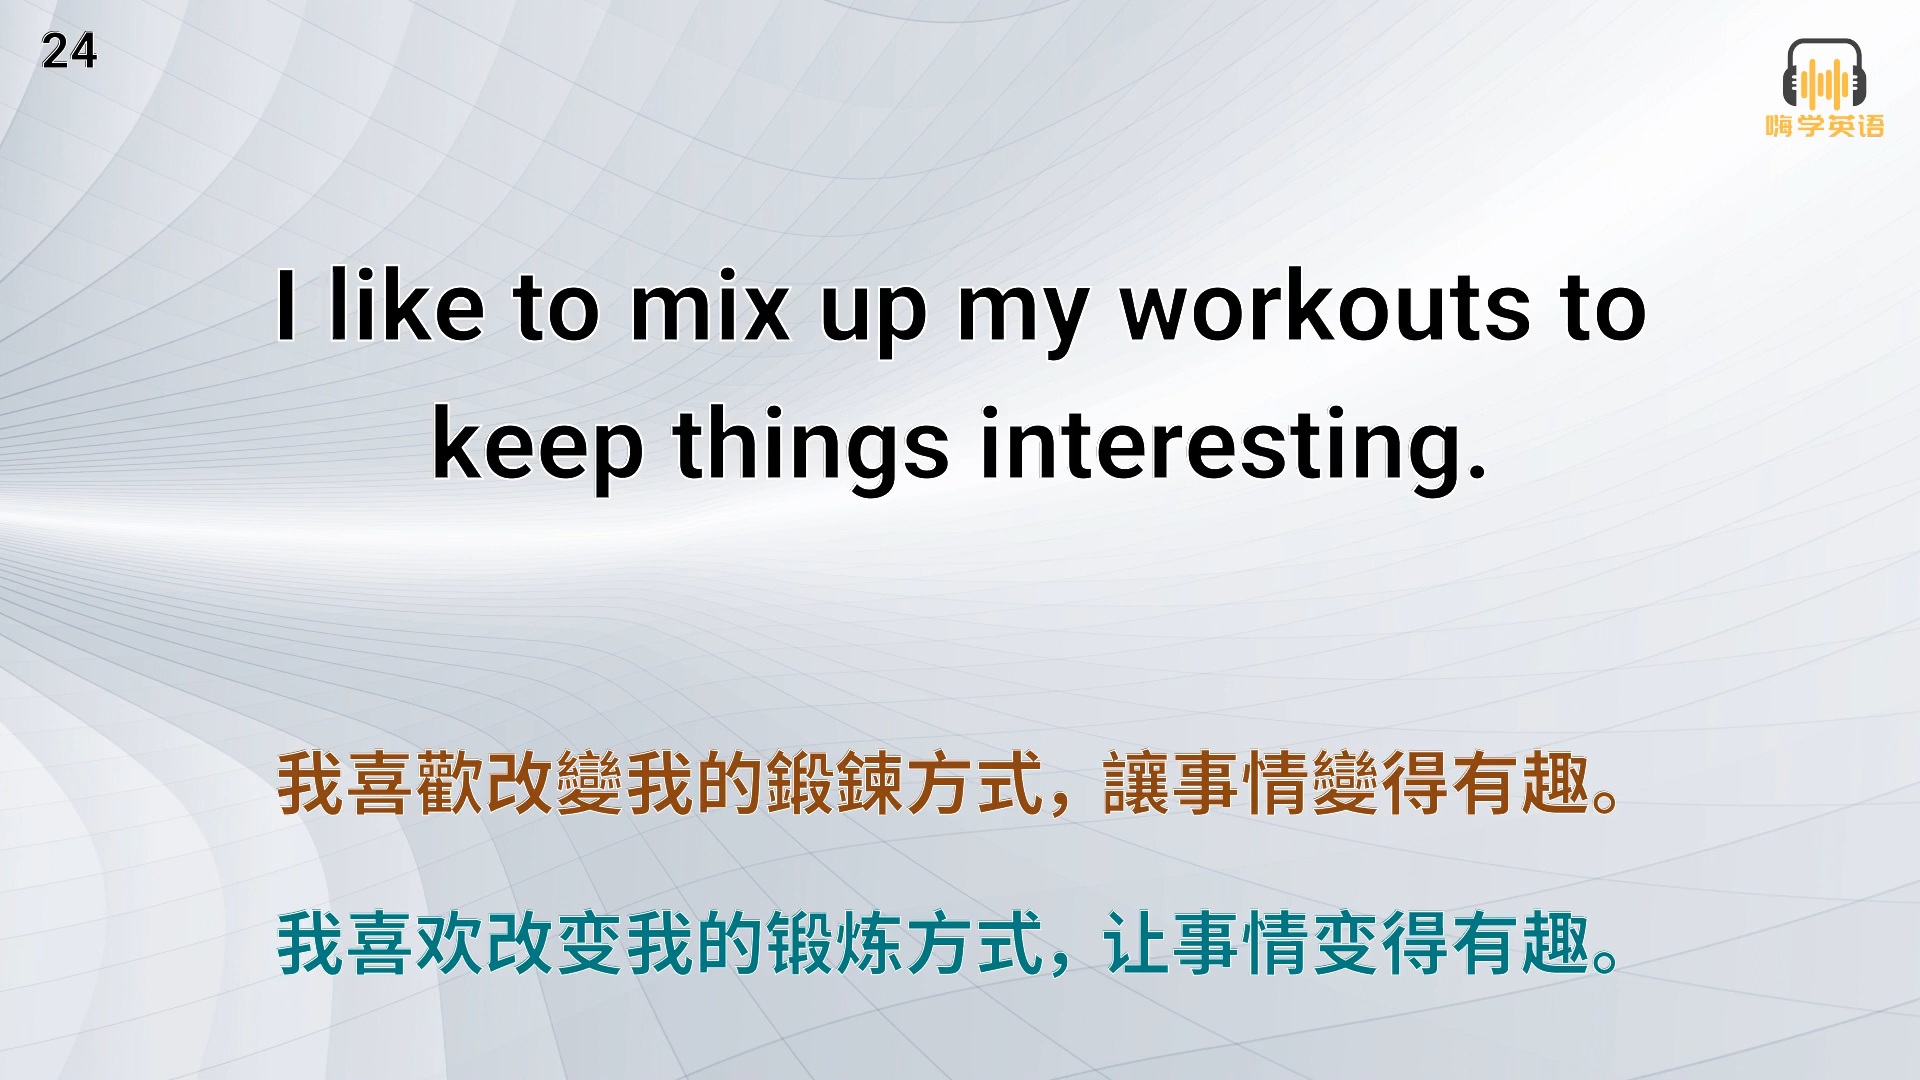 24
嗨学英语
I like to mix up my workouts to
keep things interesting.
我喜歡改變我的鍛鍊方式，讓事情變得有趣。
我喜欢改变我的锻炼方式，让事情变得有趣。